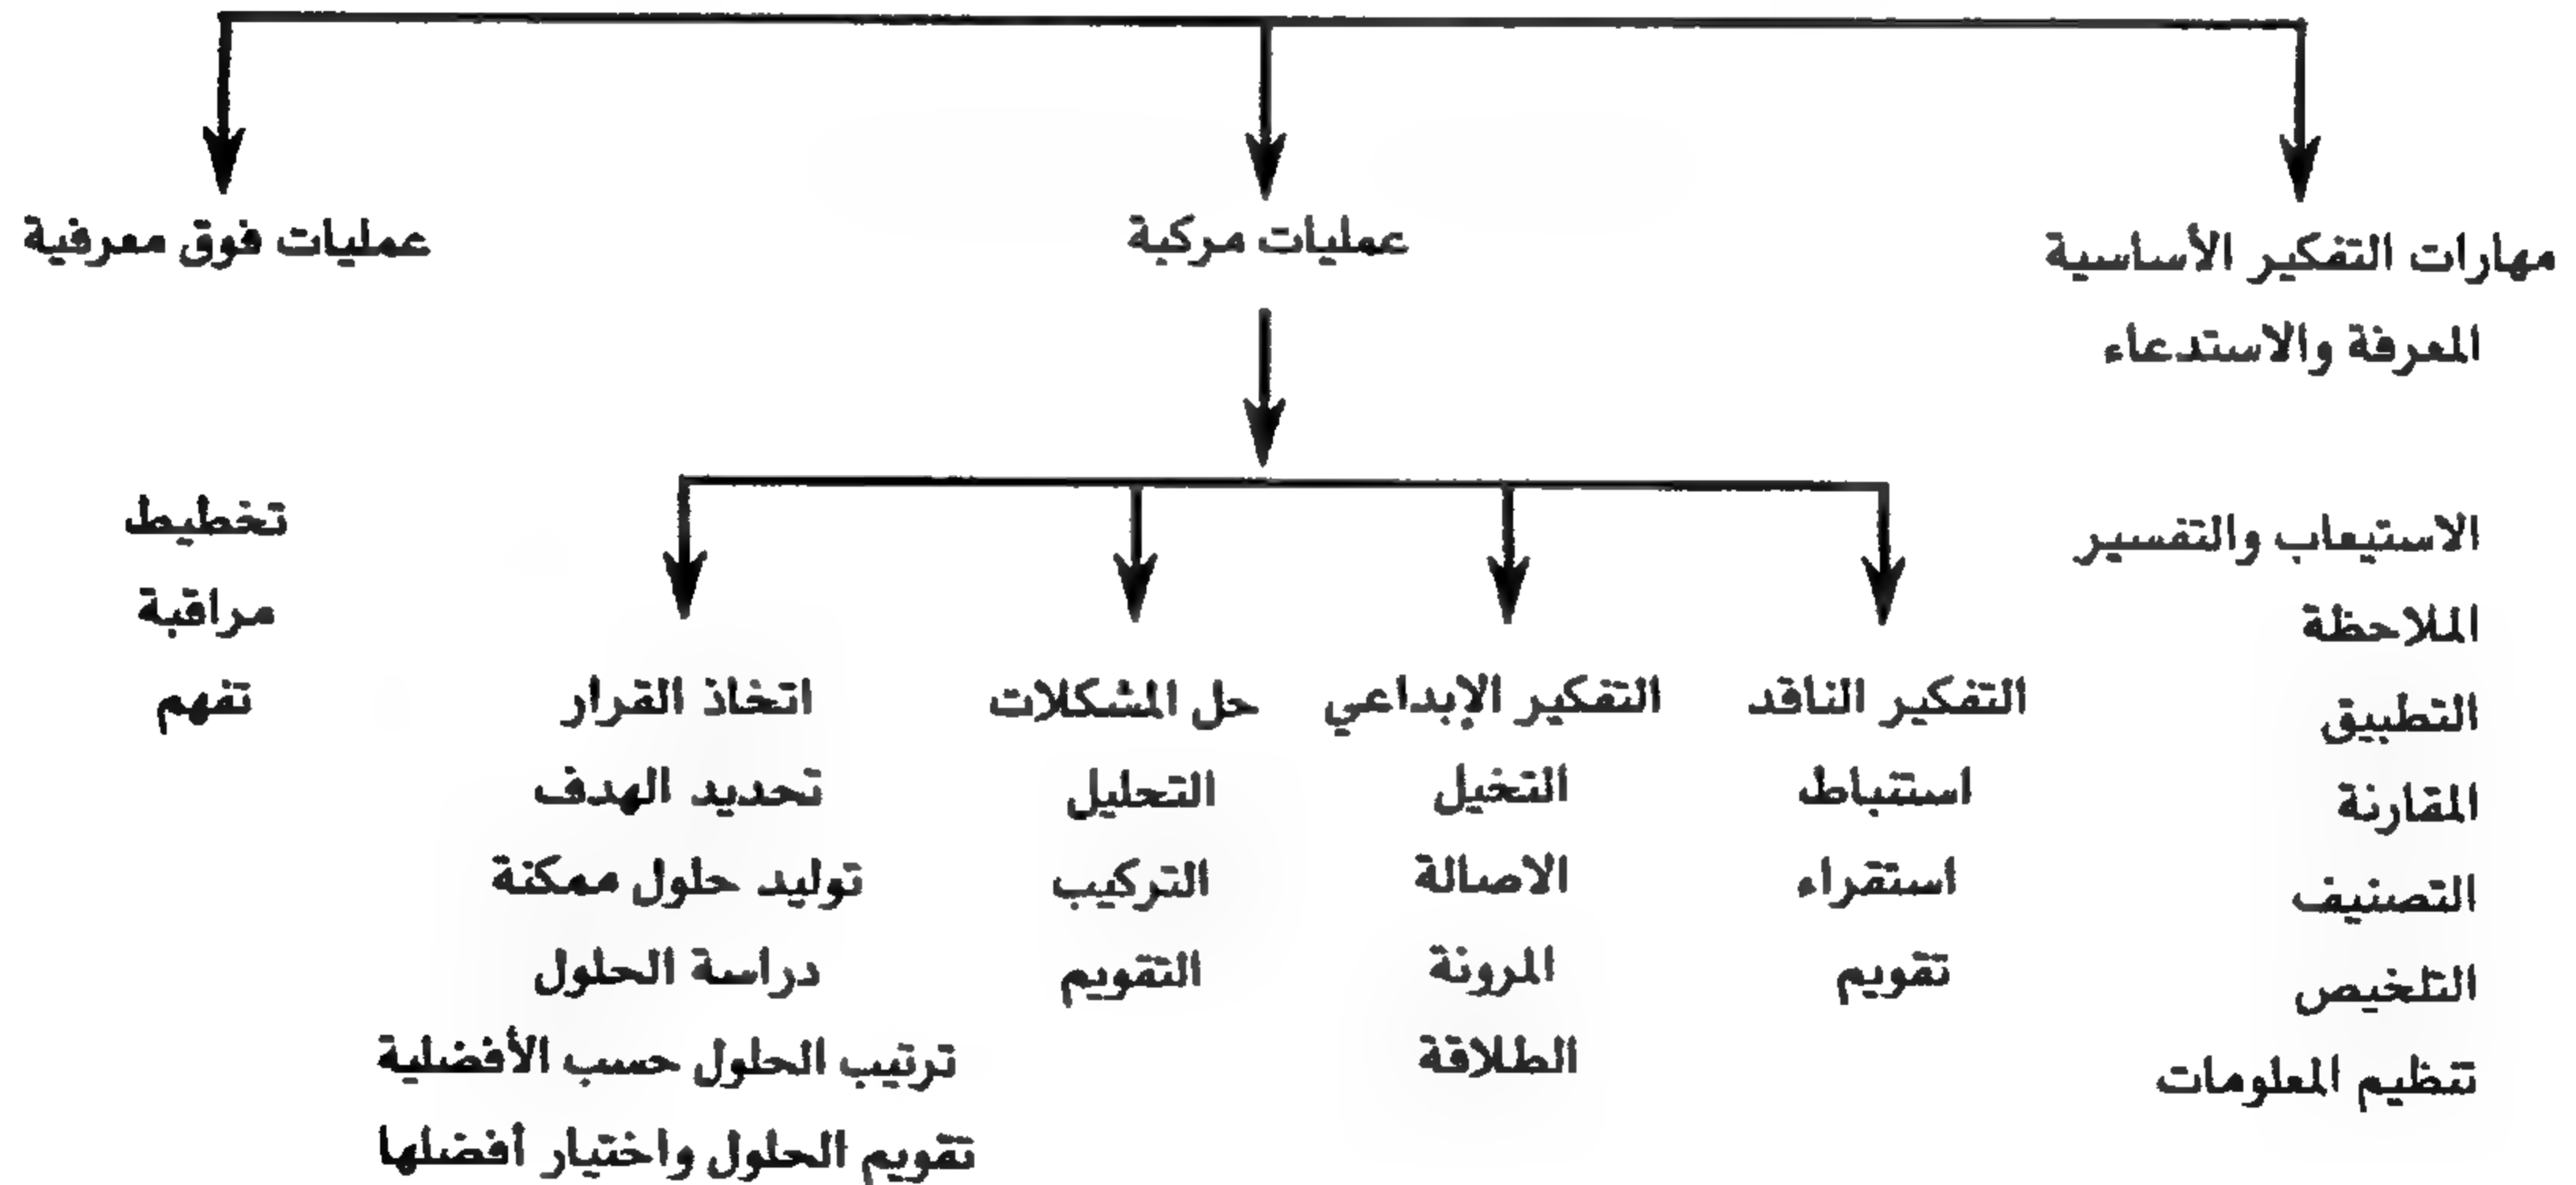 مهارات التفكير الأساسية
المعرفة والاستدعاء
الاستيعاب والتفسير
الملاحظة
التطبيق
المقارنة
التصنيف
التلخيص
تنظيم المعلومات
عمليات مركبة
التفكير الناقد
استنباط
استقراء
تقويم
التفكير الإبداعي
التخيل
الاصالة
المرونة
الطلاقة
حل المشكلات
التحليل
التركيب
التقويم
اتخاذ القرار
تحديد الهدف
توليد حلول ممكنة
دراسة الحلول
ترتيب الحلول حسب الأفضلية
تقويم الحلول واختيار أفضلها
عمليات فوق معرفية
تخطيط
مراقبة
تفهم